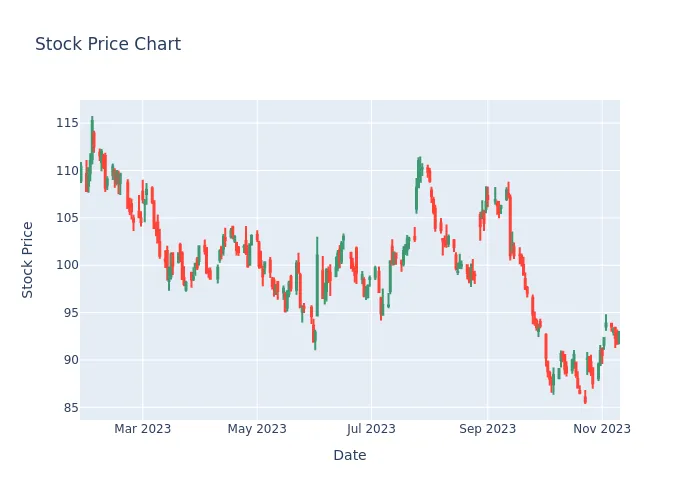 Stock Price Chart
115
110
105
100
95
90
85
Stock Price
Mar 2023
May 2023
Jul 2023
Sep 2023
Nov 2023
Date